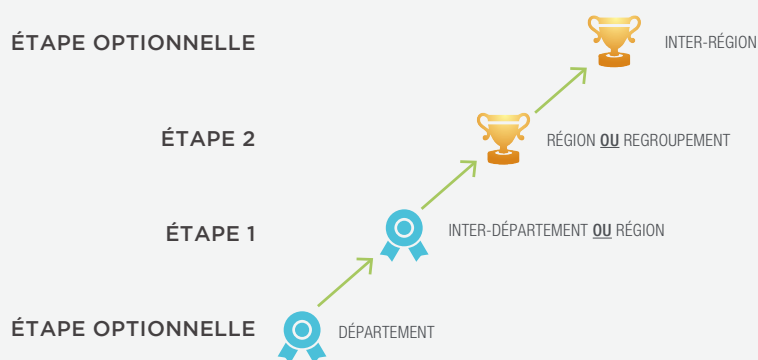 ÉTAPE OPTIONNELLE
INTER-RÉGION
ÉTAPE 2
RÉGION OU REGROUPEMENT
ÉTAPE 1
INTER-DÉPARTEMENT OU RÉGION
ÉTAPE OPTIONNELLE
DÉPARTEMENT